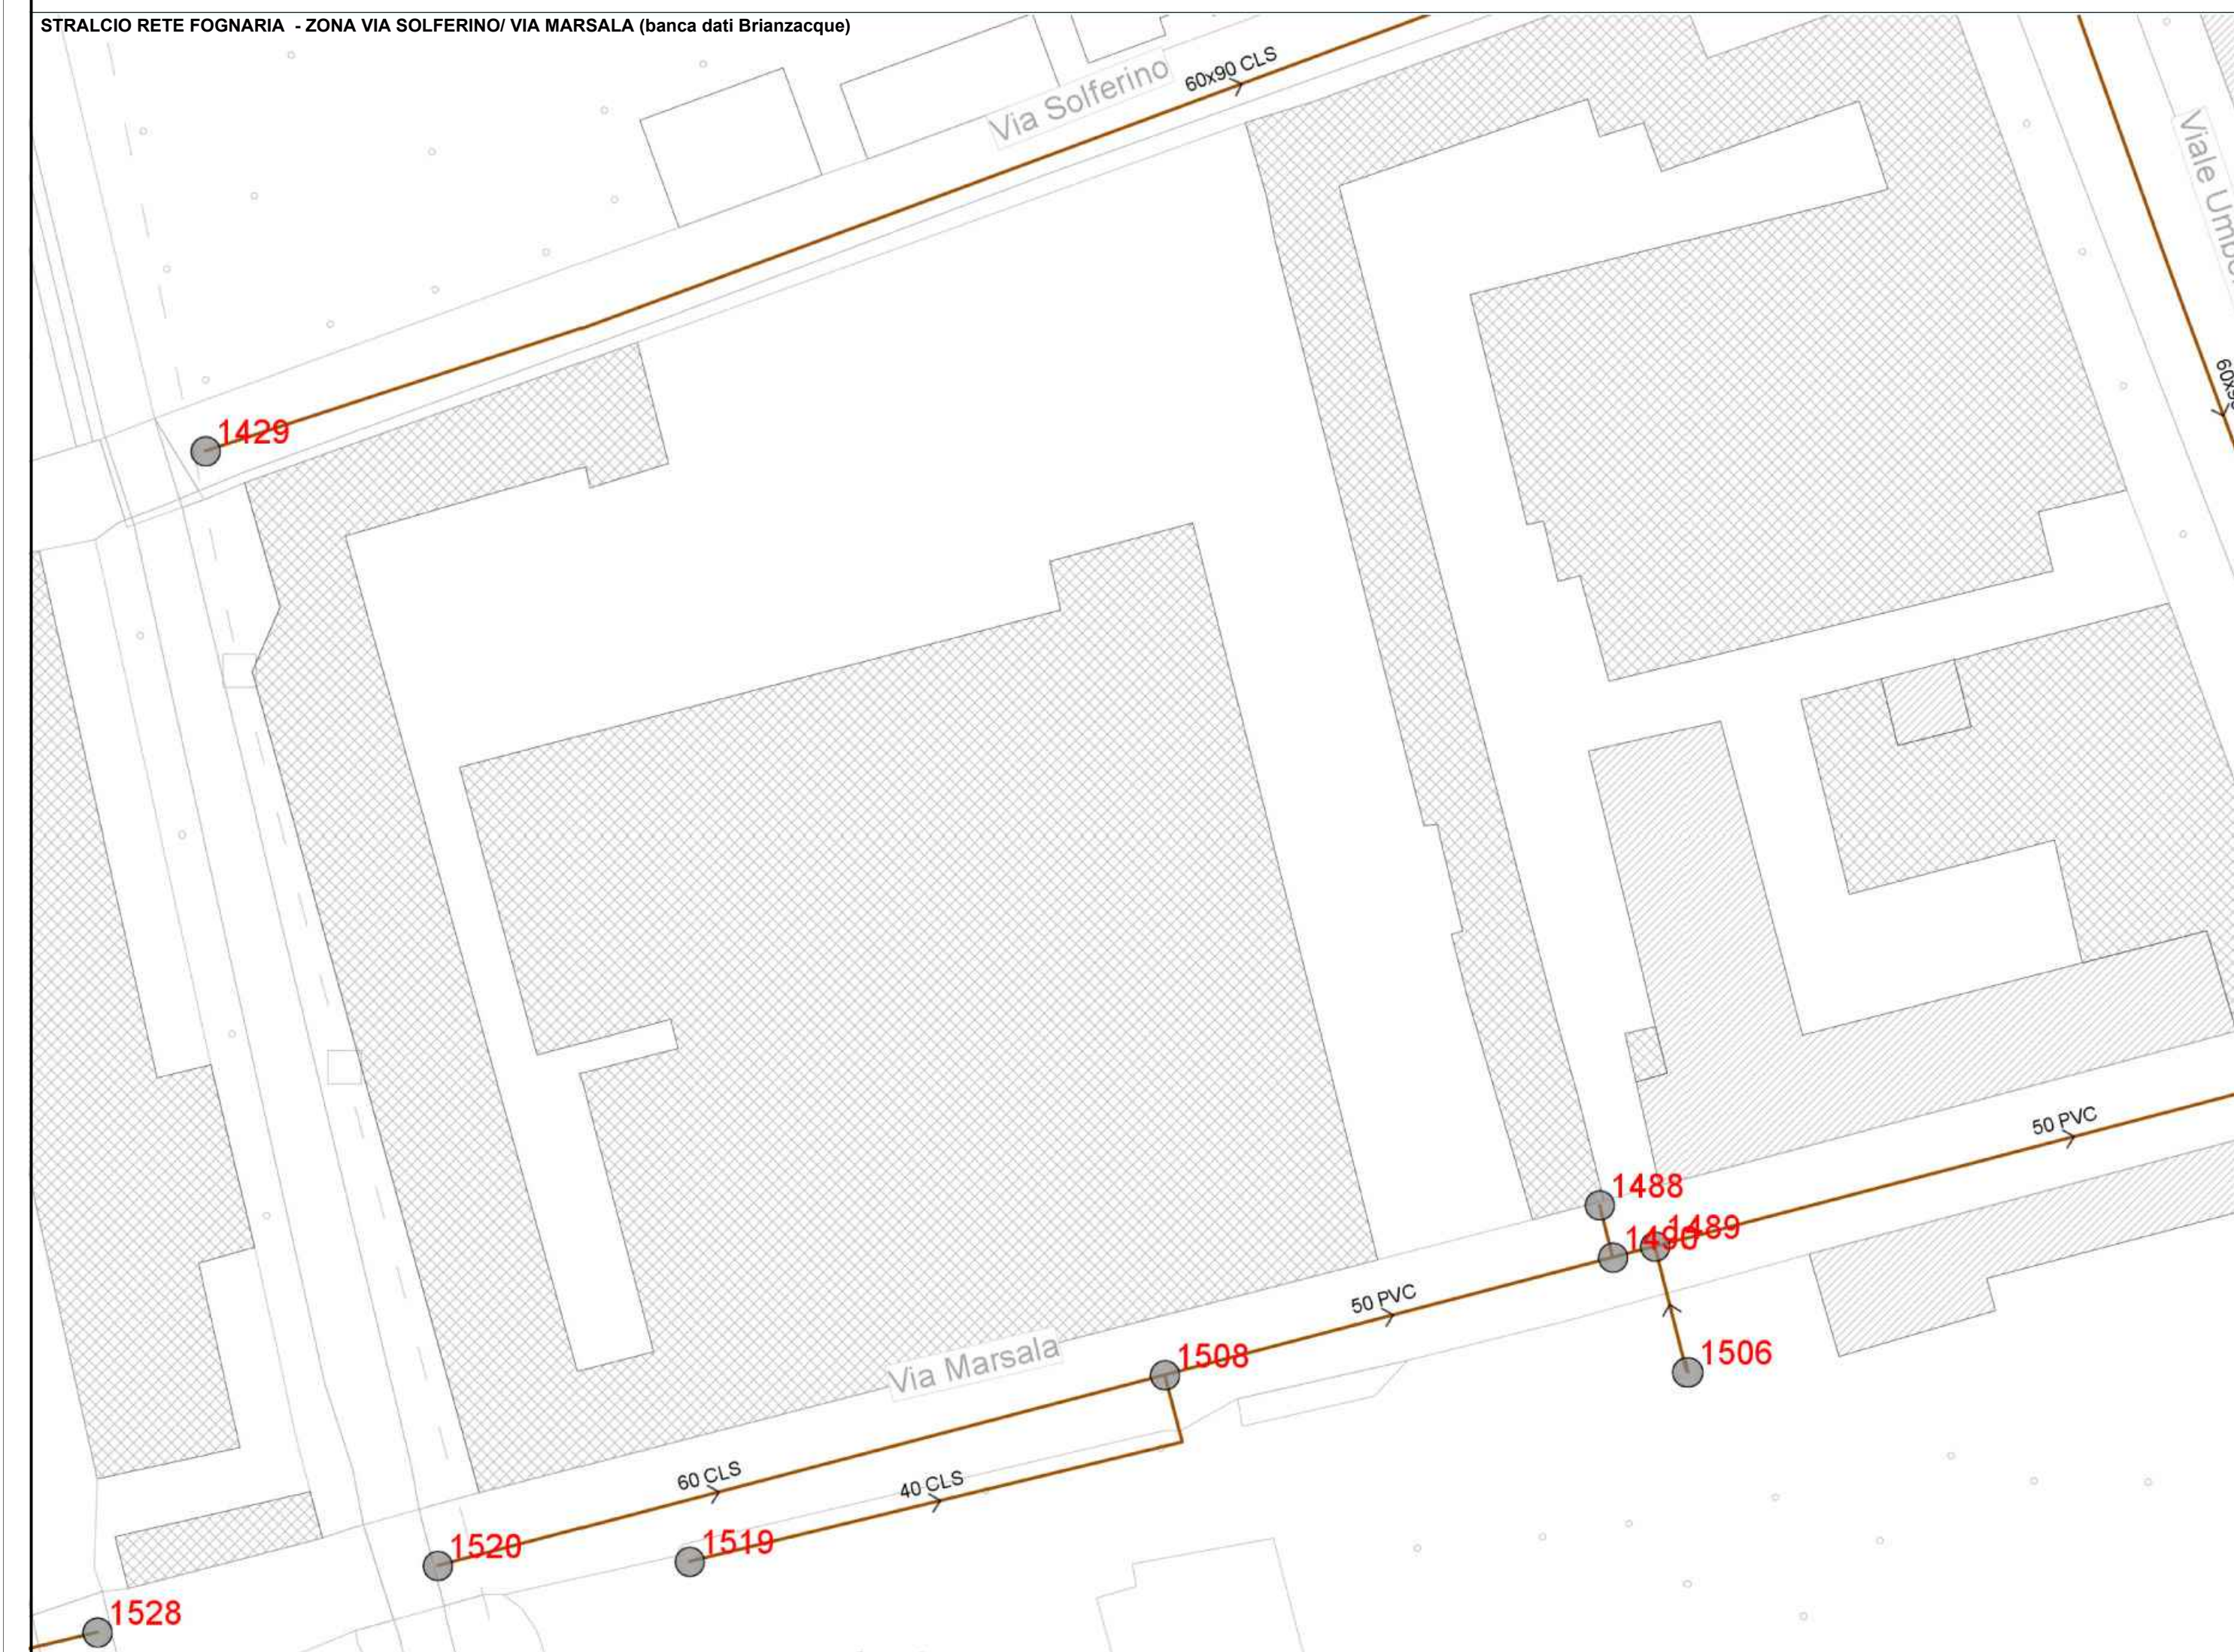 STRALCIO RETE FOGNARIA - ZONA VIA SOLFERINO/ VIA MARSALA (banca dati Brianzacque)
Via Solferino
60x90 CLS
Viale
1429
1488
1489
1490
50 PVC
50 PVC
1508
1506
Via Marsala
60 CLS
40 CLS
1520
1519
1528